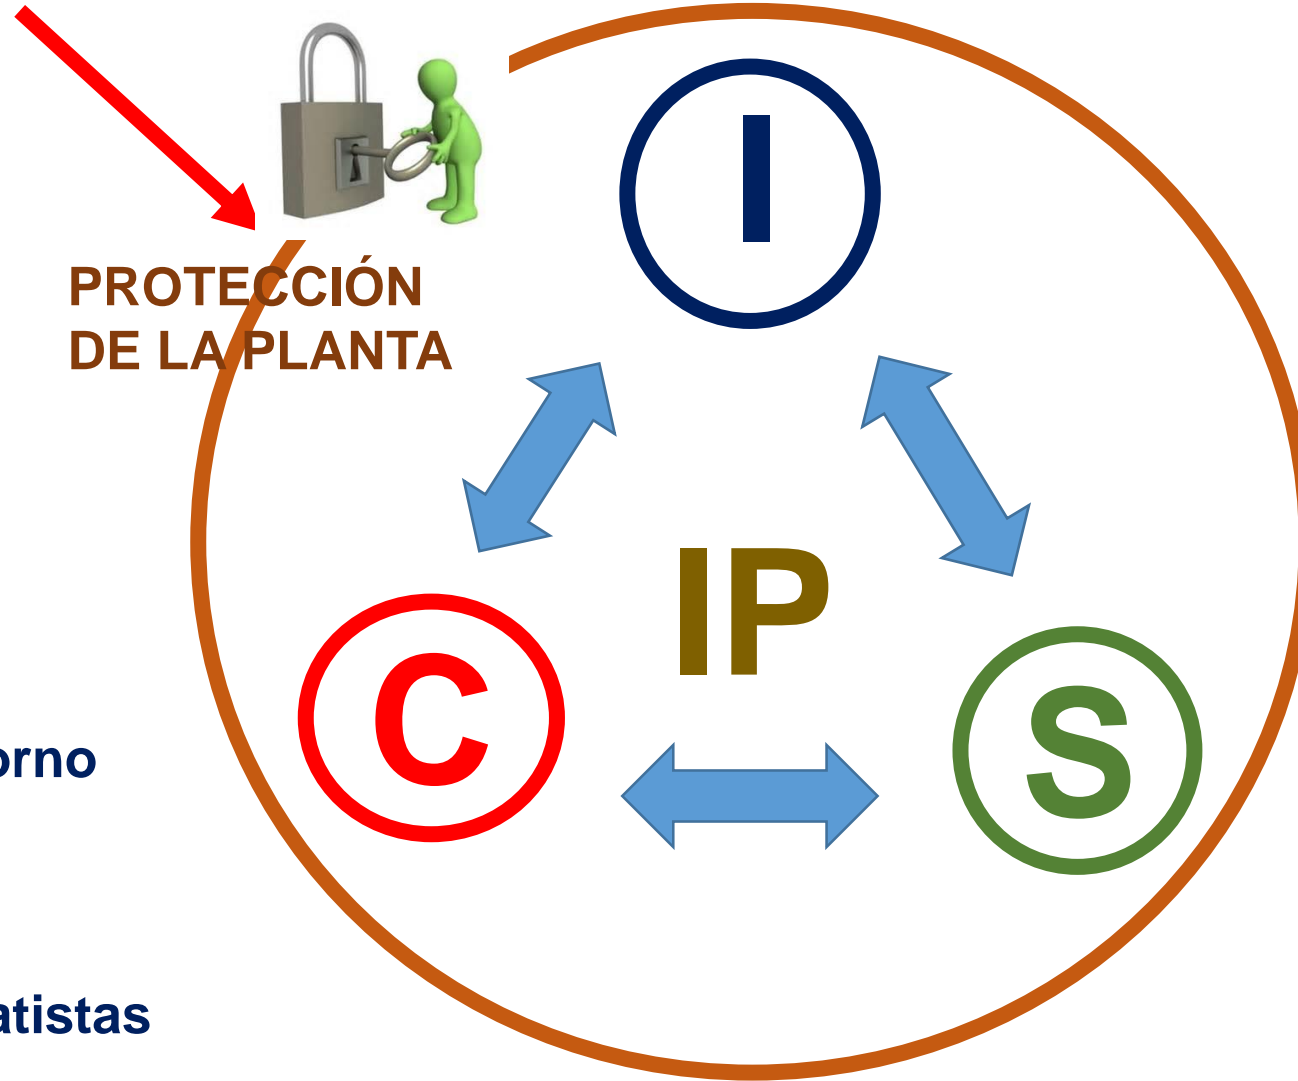 I
PROTECCIÓN
DE LA PLANTA
IP
C
S
orno
atistas